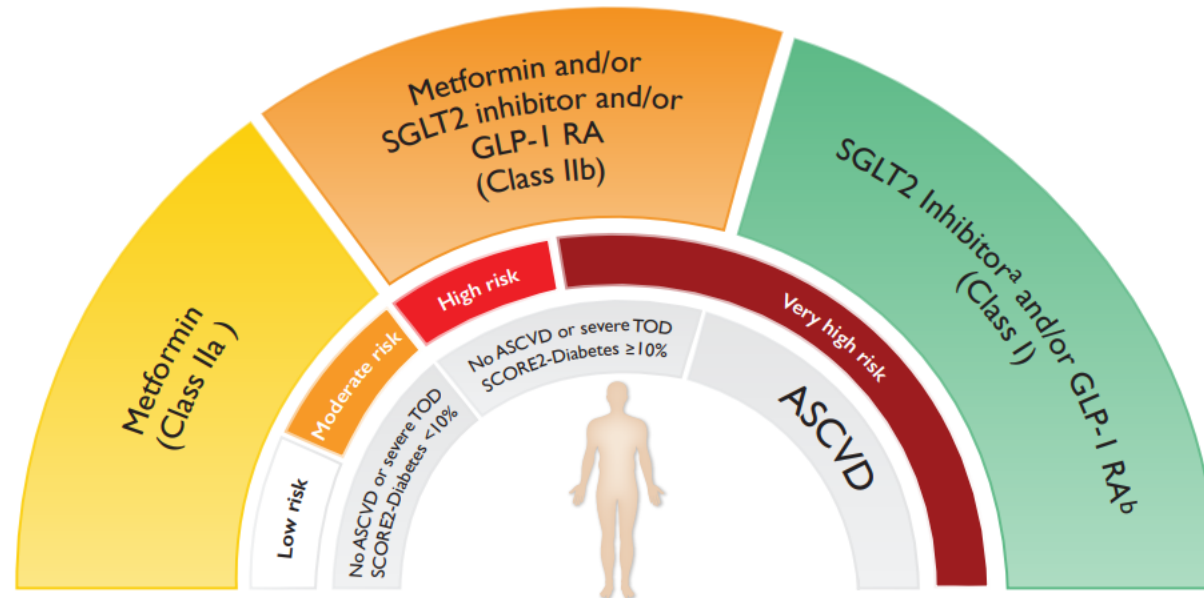 Metformin
(Class IIa )
Metformin and/or
SGLT2 inhibitor and/or
GLP-1 RA
(Class IIb)
SGLT2 Inhibitorᵃ and/or GLP-1 RAᵇ
(Class I)
Low risk
Moderate risk
High risk
Very high risk
No ASCVD or severe TOD
SCORE2-Diabetes <10%
No ASCVD or severe TOD
SCORE2-Diabetes ≥10%
ASCVD